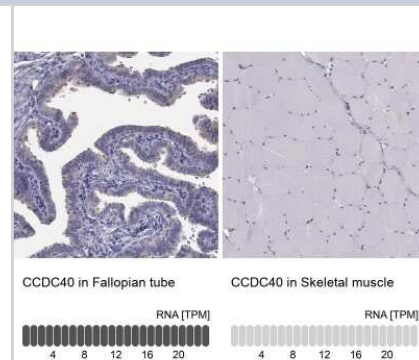 CCDC40 in Fallopian tube
RNA [TPM]
4 8 12 16 20
CCDC40 in Skeletal muscle
RNA [TPM]
4 8 12 16 20